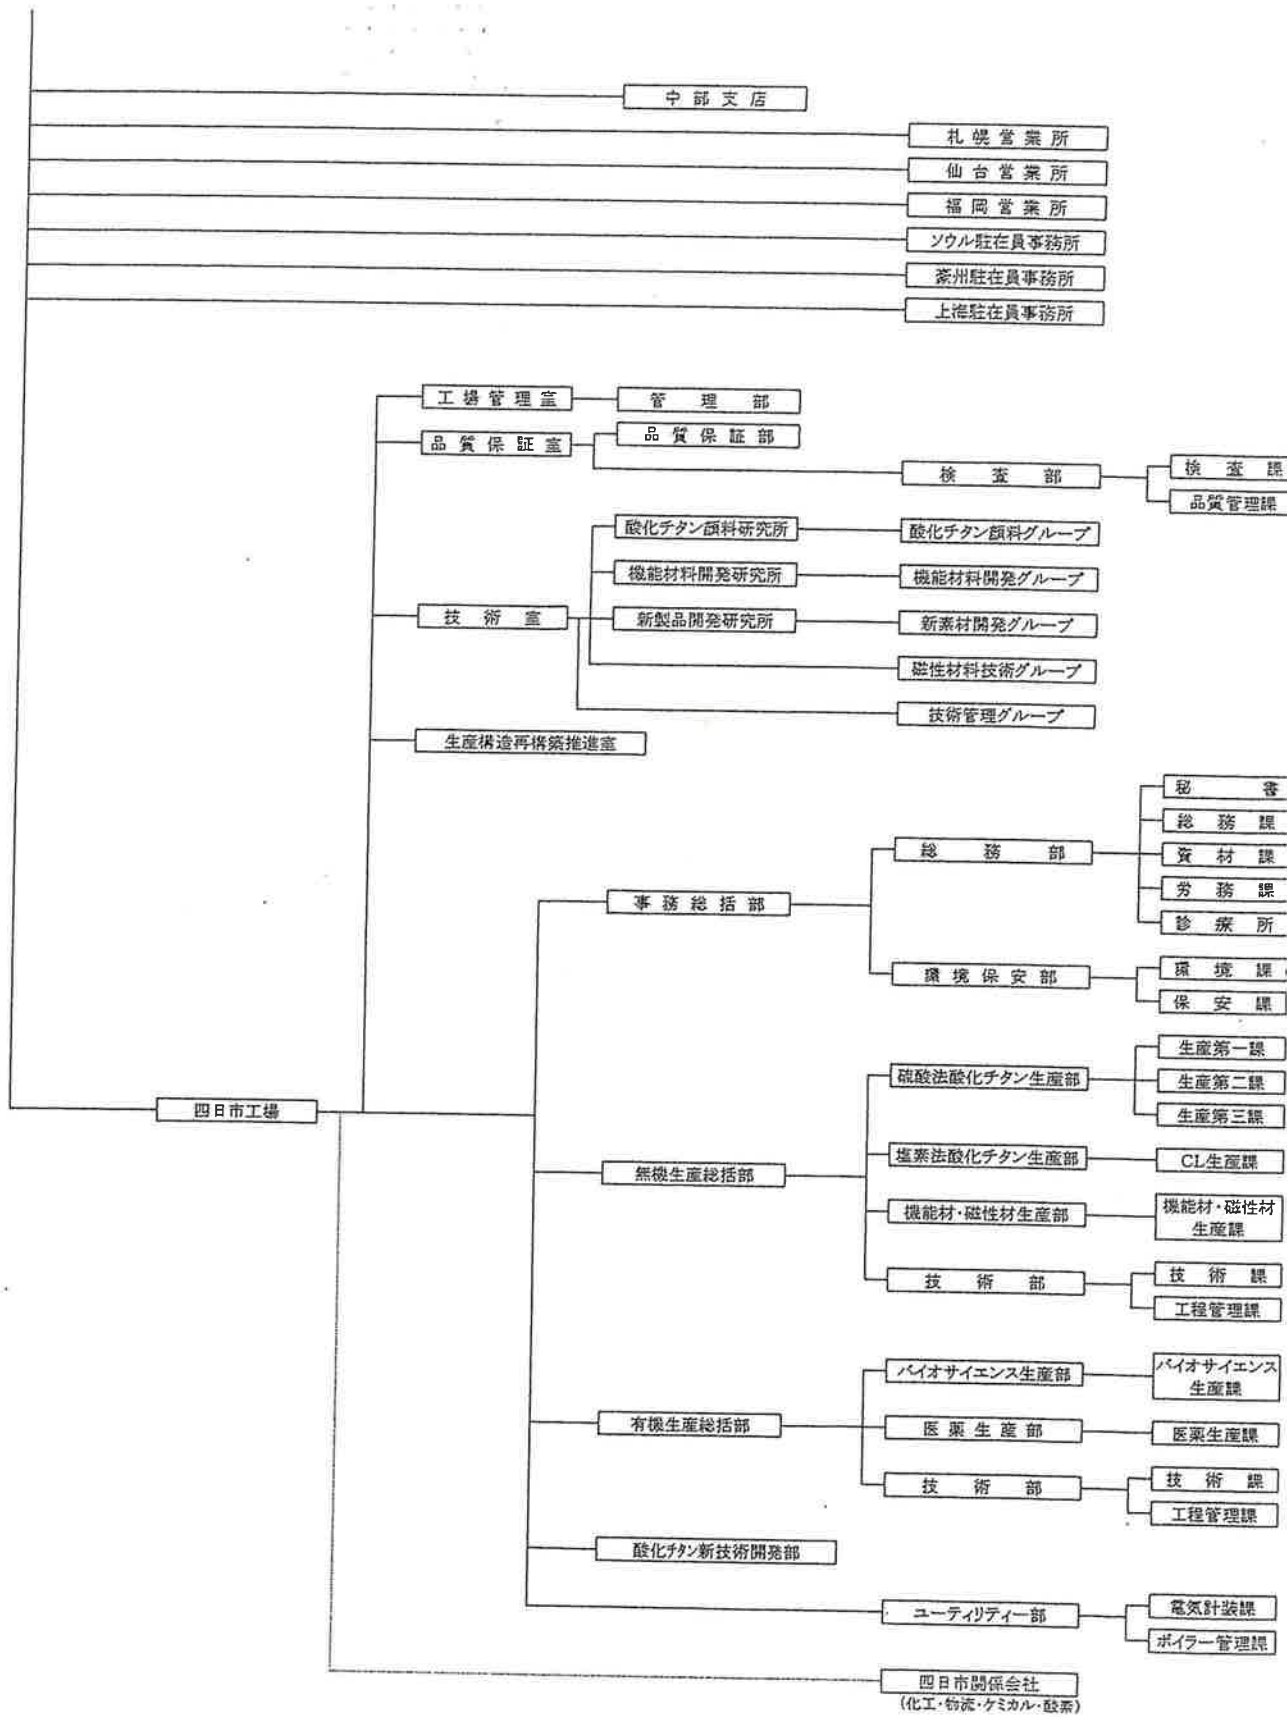 中部支店
札幌営業所
仙台営業所
福岡営業所
ソウル駐在員事務所
豪州駐在員事務所
上海駐在員事務所
工場管理室
管理部
品質保証室
品質保証部
検査部
検査課
品質管理課
技術室
酸化チタン顔料研究所
酸化チタン顔料グループ
機能材料開発研究所
機能材料開発グループ
新製品開発研究所
新素材開発グループ
磁性材料技術グループ
技術管理グループ
生産構造再構築推進室
四日市工場
事務総括部
総務部
秘書
総務課
資材課
労務課
診療所
環境保安部
環境課
保安課
無機生産総括部
硫酸法酸化チタン生産部
生産第一課
生産第二課
生産第三課
塩素法酸化チタン生産部
CL生産課
機能材・磁性材生産部
機能材・磁性材
生産課
技術部
技術課
工程管理課
有機生産総括部
バイオサイエンス生産部
バイオサイエンス
生産課
医薬生産部
医薬生産課
技術部
技術課
工程管理課
酸化チタン新技術開発部
ユーティリティー部
電気計装課
ボイラー管理課
四日市関係会社
(化工・物流・ケミカル・酸素)